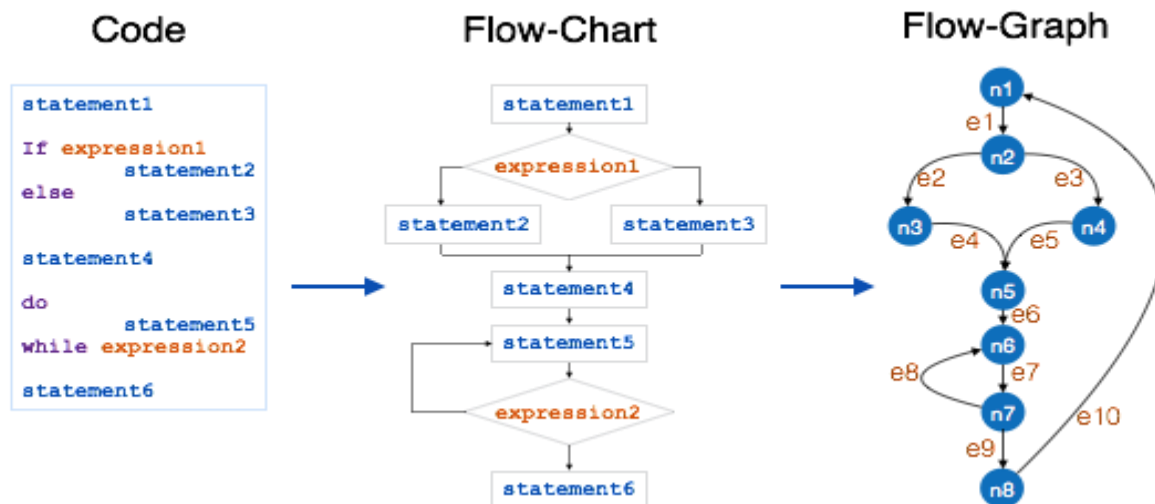 Code
statement1
If expression1
statement2
else
statement3
statement4
do
statement5
while expression2
statement6
Flow-Chart
statement1
expression1
statement2
statement3
statement4
statement5
expression2
statement6
Flow-Graph
n1
e1
n2
e2
e3
n3
n4
e4
e5
n5
e6
n6
e8
e7
n7
e10
e9
n8